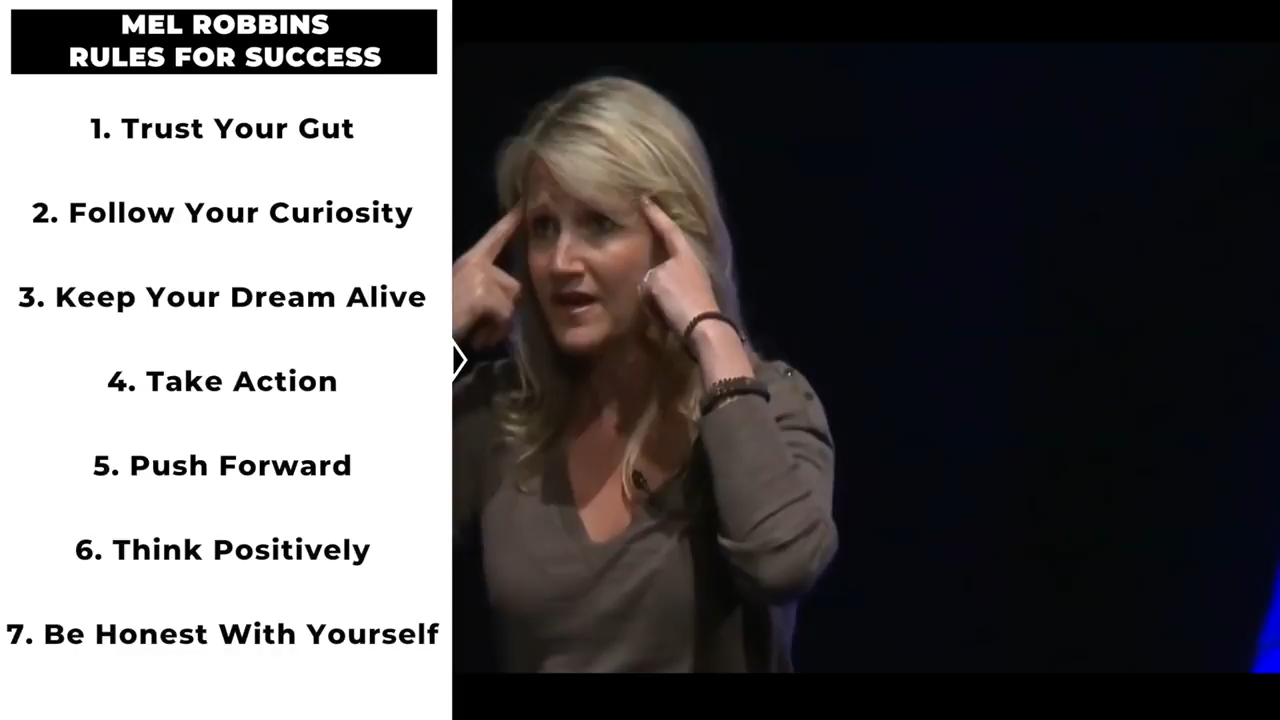 MEL ROBBINS
RULES FOR SUCCESS
1. Trust Your Gut
2. Follow Your Curiosity
3. Keep Your Dream Alive
4. Take Action
5. Push Forward
6. Think Positively
7. Be Honest With Yourself